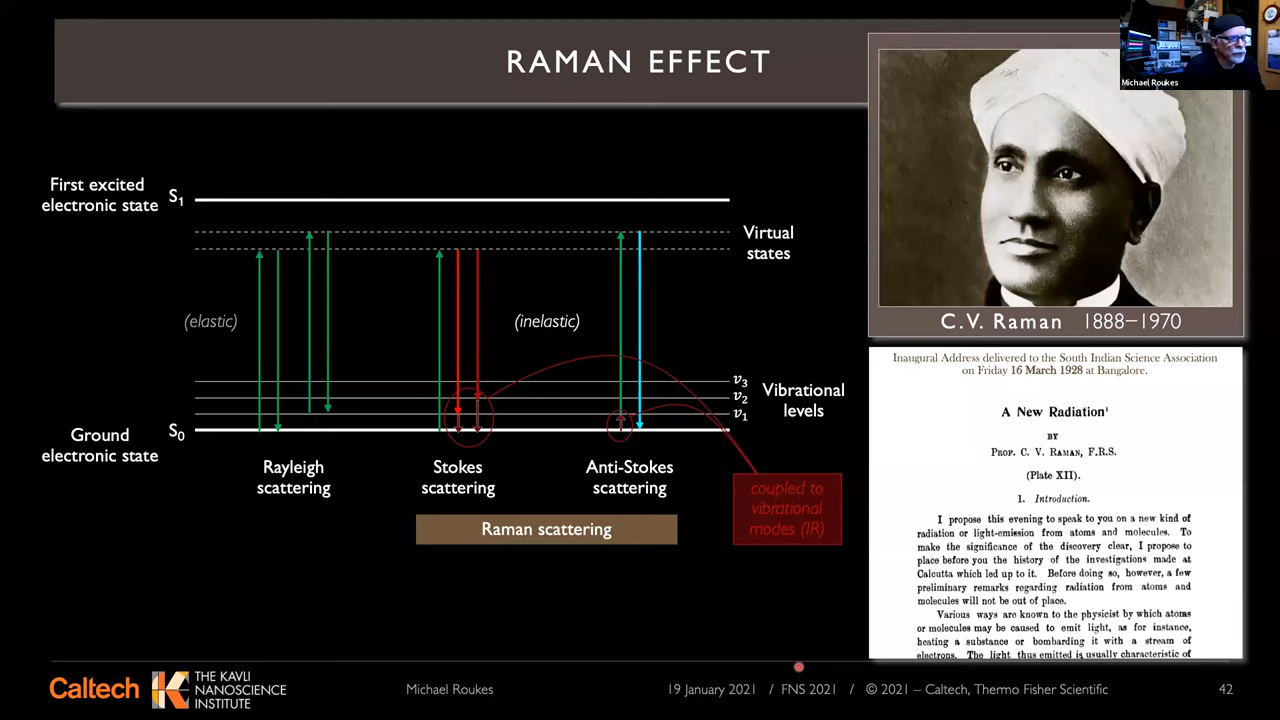 RAMAN EFFECT
Michael Roukes
First excited
electronic state
S₁
Virtual
states
(elastic)
(inelastic)
v₃
v₂
v₁
Vibrational
levels
Ground
electronic state
S₀
Rayleigh
scattering
Stokes
scattering
Anti-Stokes
scattering
Raman scattering
coupled to
vibrational
modes (IR)
C.V. Raman 1888–1970
Inaugural Address delivered to the South Indian Science Association
on Friday 16 March 1928 at Bangalore.
A New Radiation¹
BY
PROF. C. V. RAMAN, F.R.S.
(Plate XII).
1. Introduction.
I propose this evening to speak to you on a new kind of
radiation or light-emission from atoms and molecules. To
make the significance of the discovery clear, I propose to
place before you the history of the investigations made at
Calcutta which led up to it. Before doing so, however, a few
preliminary remarks regarding radiation from atoms and
molecules will not be out of place.
Various ways are known to the physicist by which atoms
or molecules may be caused to emit light, as for instance,
heating a substance or bombarding it with a stream of
electrons. The light thus emitted is usually characteristic of
Caltech
THE KAVLI
NANOSCIENCE
INSTITUTE
Michael Roukes
19 January 2021 / FNS 2021 / © 2021 – Caltech, Thermo Fisher Scientific
42